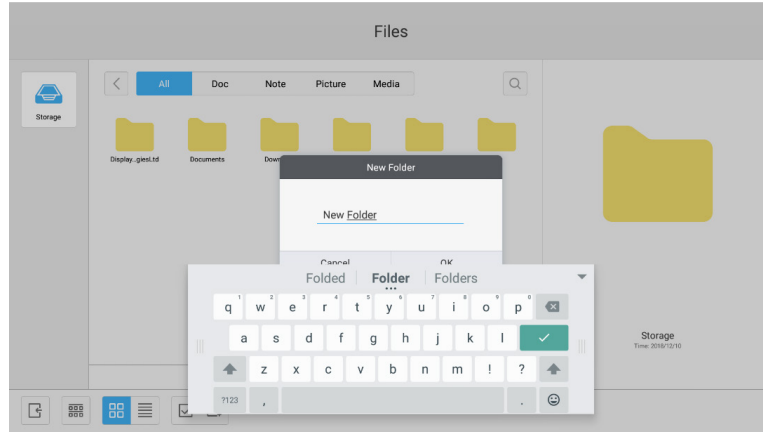 Files
All Doc Note Picture Media
Storage
Display..giesLtd Documents
New Folder
New Folder
Cancel OK
Folded Folder Folders
q 1 w 2 e 3 r 4 t 5 y 6 u 7 i 8 o 9 p 0
a s d f g h j k l
z x c v b n m ! ?
?123 , .
Storage
Time: 2018/12/10